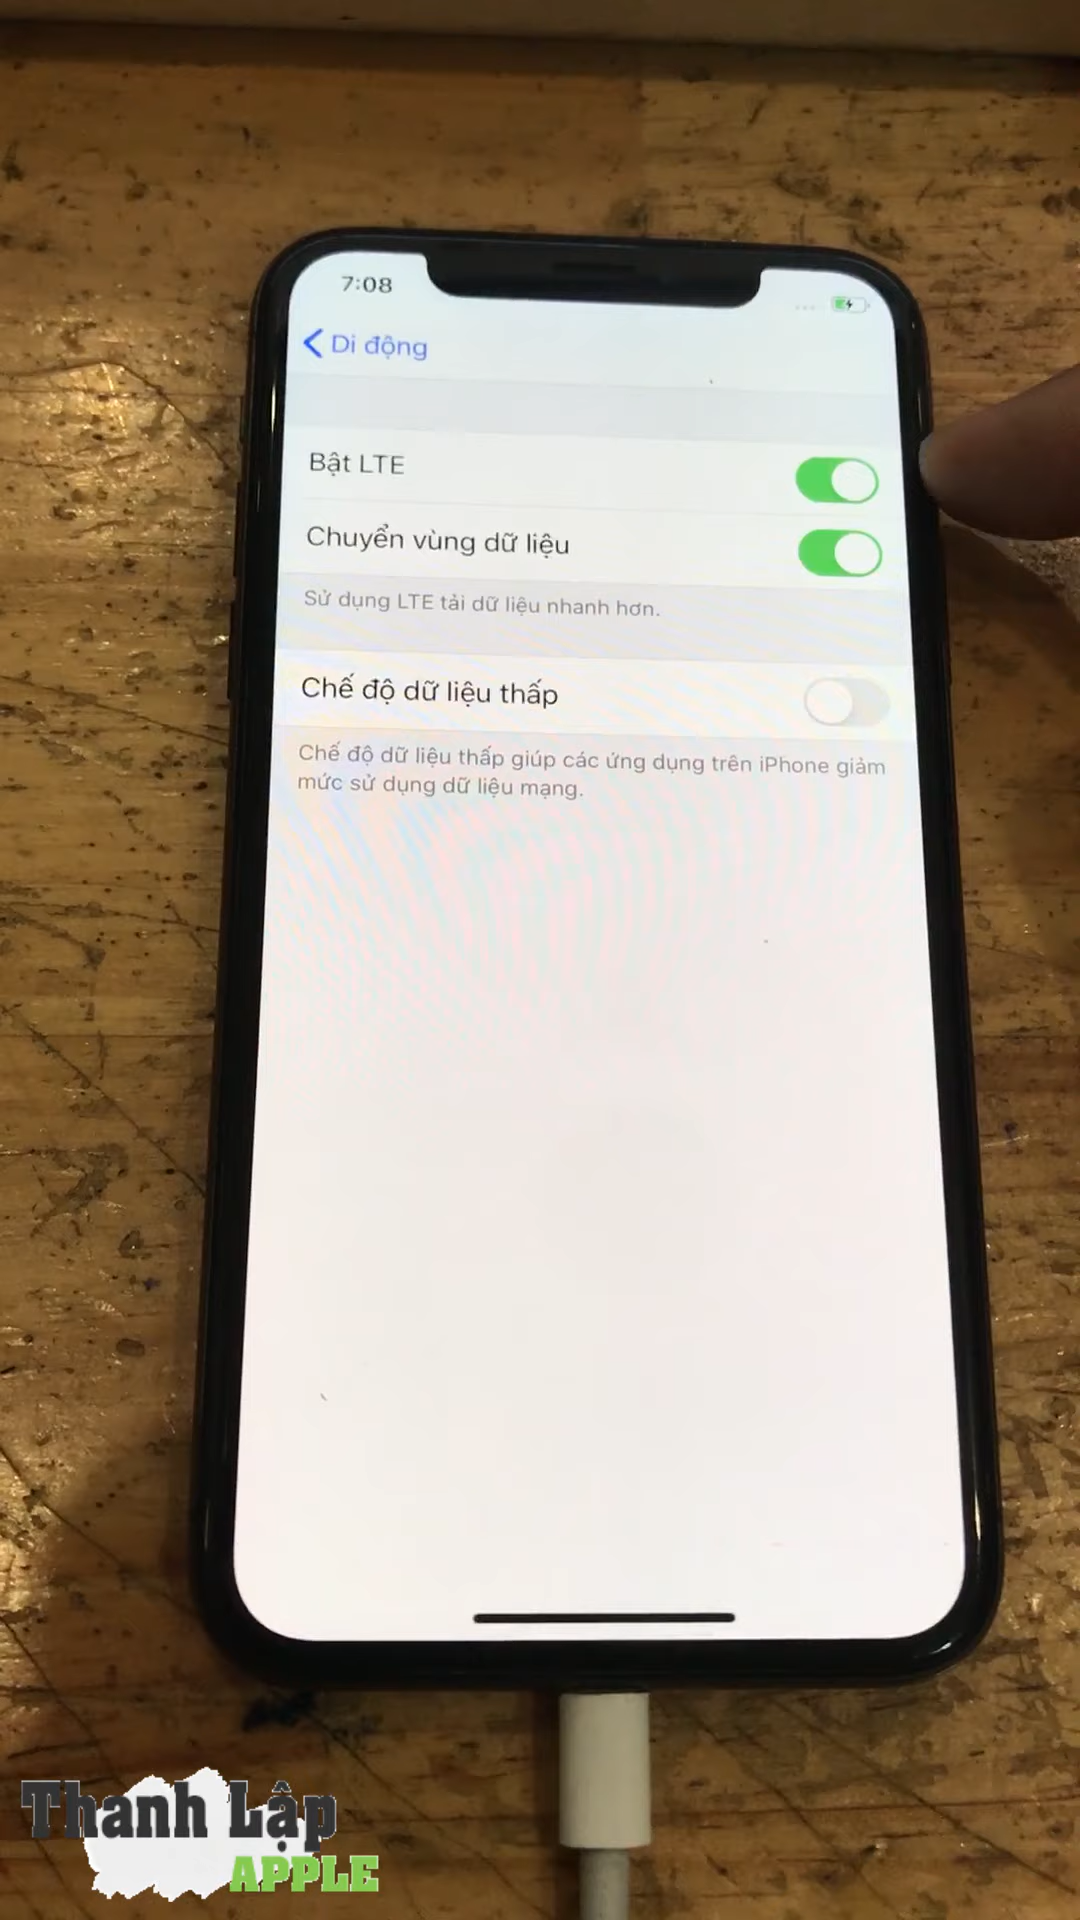 7:08
Di động
Bật LTE
Chuyển vùng dữ liệu
Sử dụng LTE tải dữ liệu nhanh hơn.
Chế độ dữ liệu thấp
Chế độ dữ liệu thấp giúp các ứng dụng trên iPhone giảm
mức sử dụng dữ liệu mạng.
Thanh Lập
APPLE